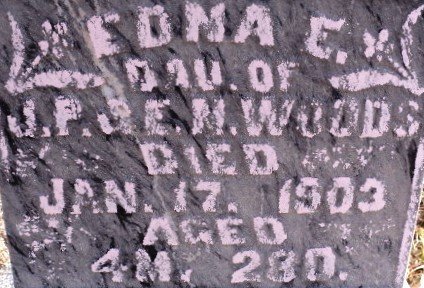 EDNA E.
DAU. OF
J.P. & E.N. WOODS
DIED
JAN. 17, 1903
AGED
4M. 28D.